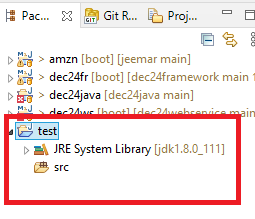 Pac... Git R... Proj...
> amzn [boot] [jeemar main]
> dec24fr [boot] [dec24framework main
> dec24java [boot] [dec24java main]
> dec24ws [boot] [dec24webservice main
test
JRE System Library [jdk1.8.0_111]
src